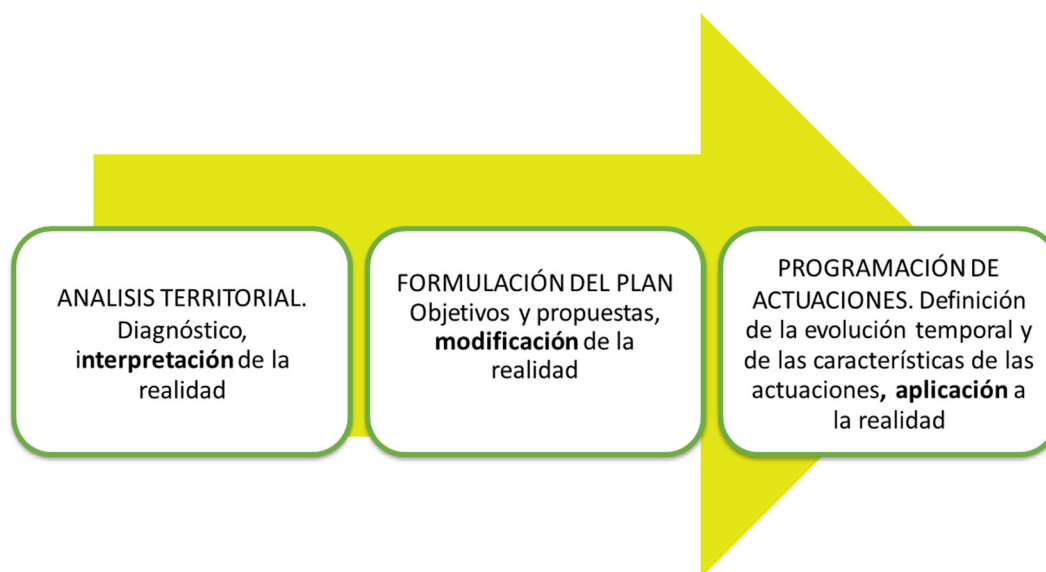 ANALISIS TERRITORIAL.
Diagnóstico,
interpretación de la
realidad
FORMULACIÓN DEL PLAN
Objetivos y propuestas,
modificación de la
realidad
PROGRAMACIÓN DE
ACTUACIONES. Definición
de la evolución temporal y
de las características de las
actuaciones, aplicación a
la realidad